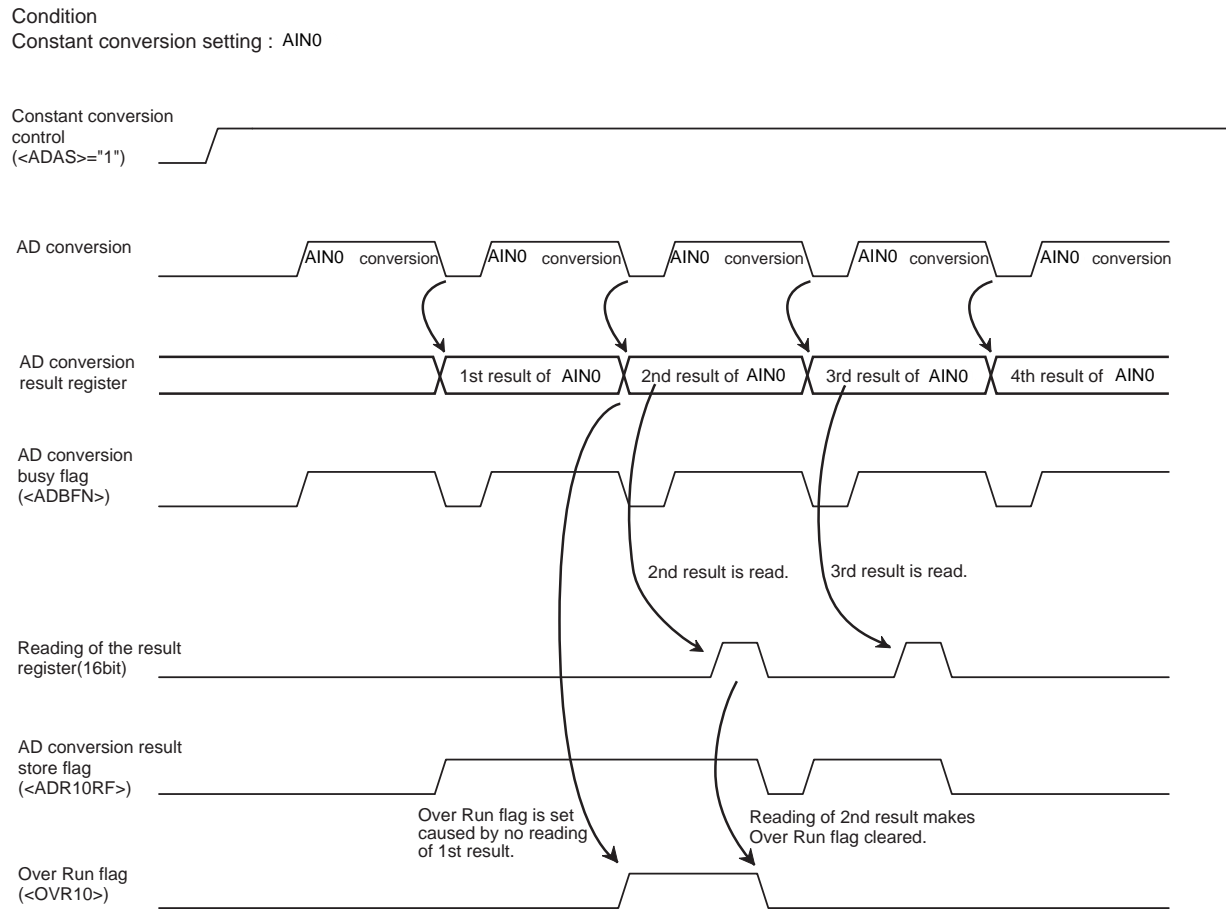 Condition
Constant conversion setting : AIN0
Constant conversion
control
(<ADAS>="1")
AD conversion
AIN0 conversion AIN0 conversion AIN0 conversion AIN0 conversion AIN0 conversion
AD conversion
result register
1st result of AIN0 2nd result of AIN0 3rd result of AIN0 4th result of AIN0
AD conversion
busy flag
(<ADBFN>)
2nd result is read. 3rd result is read.
Reading of the result
register(16bit)
AD conversion result
store flag
(<ADR10RF>)
Over Run flag is set
caused by no reading
of 1st result.
Reading of 2nd result makes
Over Run flag cleared.
Over Run flag
(<OVR10>)